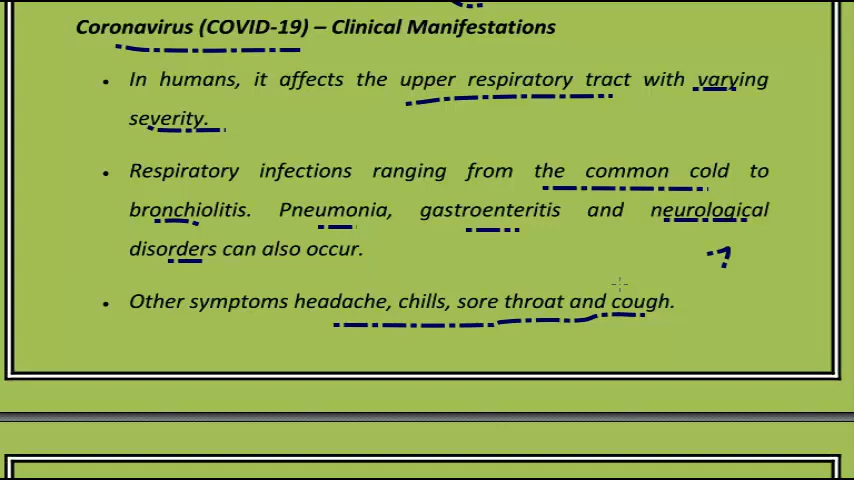 Coronavirus (COVID-19) – Clinical Manifestations
• In humans, it affects the upper respiratory tract with varying
severity.
• Respiratory infections ranging from the common cold to
bronchiolitis. Pneumonia, gastroenteritis and neurological
disorders can also occur.
• Other symptoms headache, chills, sore throat and cough.